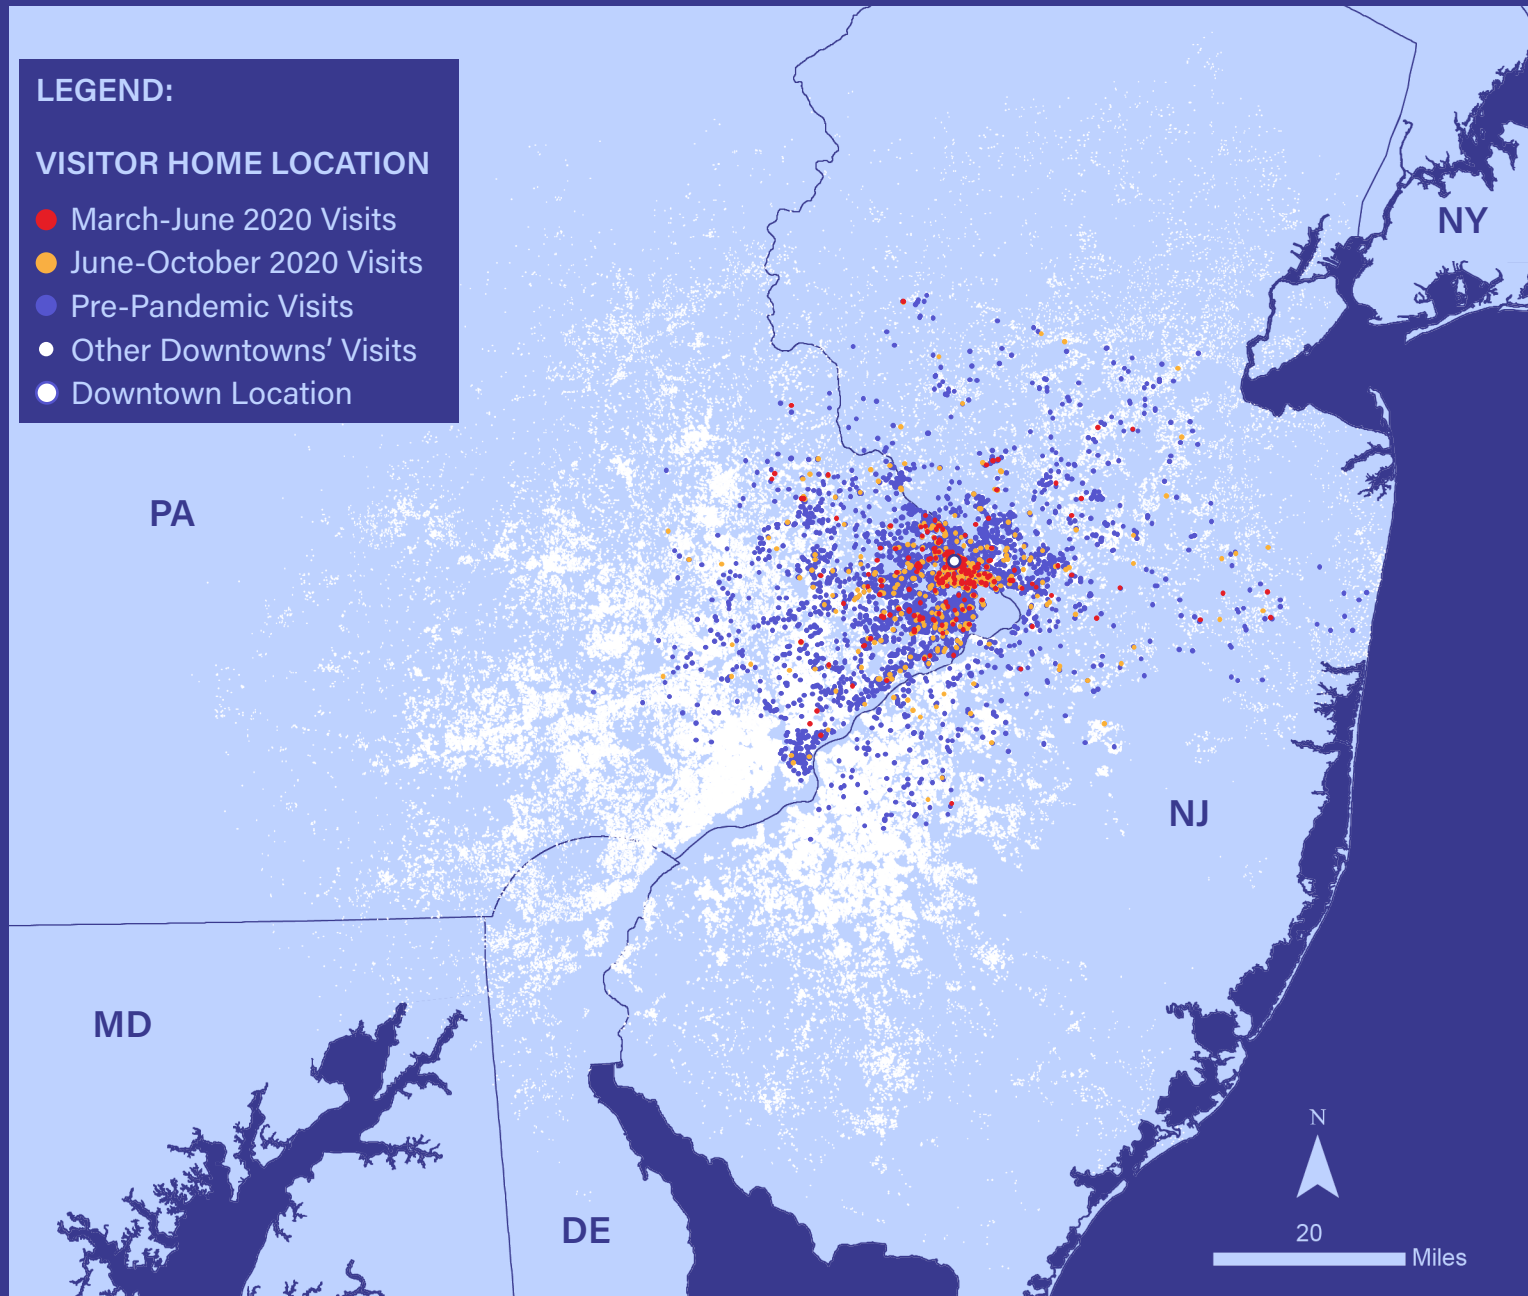 LEGEND:
VISITOR HOME LOCATION
March-June 2020 Visits
June-October 2020 Visits
Pre-Pandemic Visits
Other Downtowns’ Visits
Downtown Location
NY
PA
NJ
MD
N
DE
20
Miles